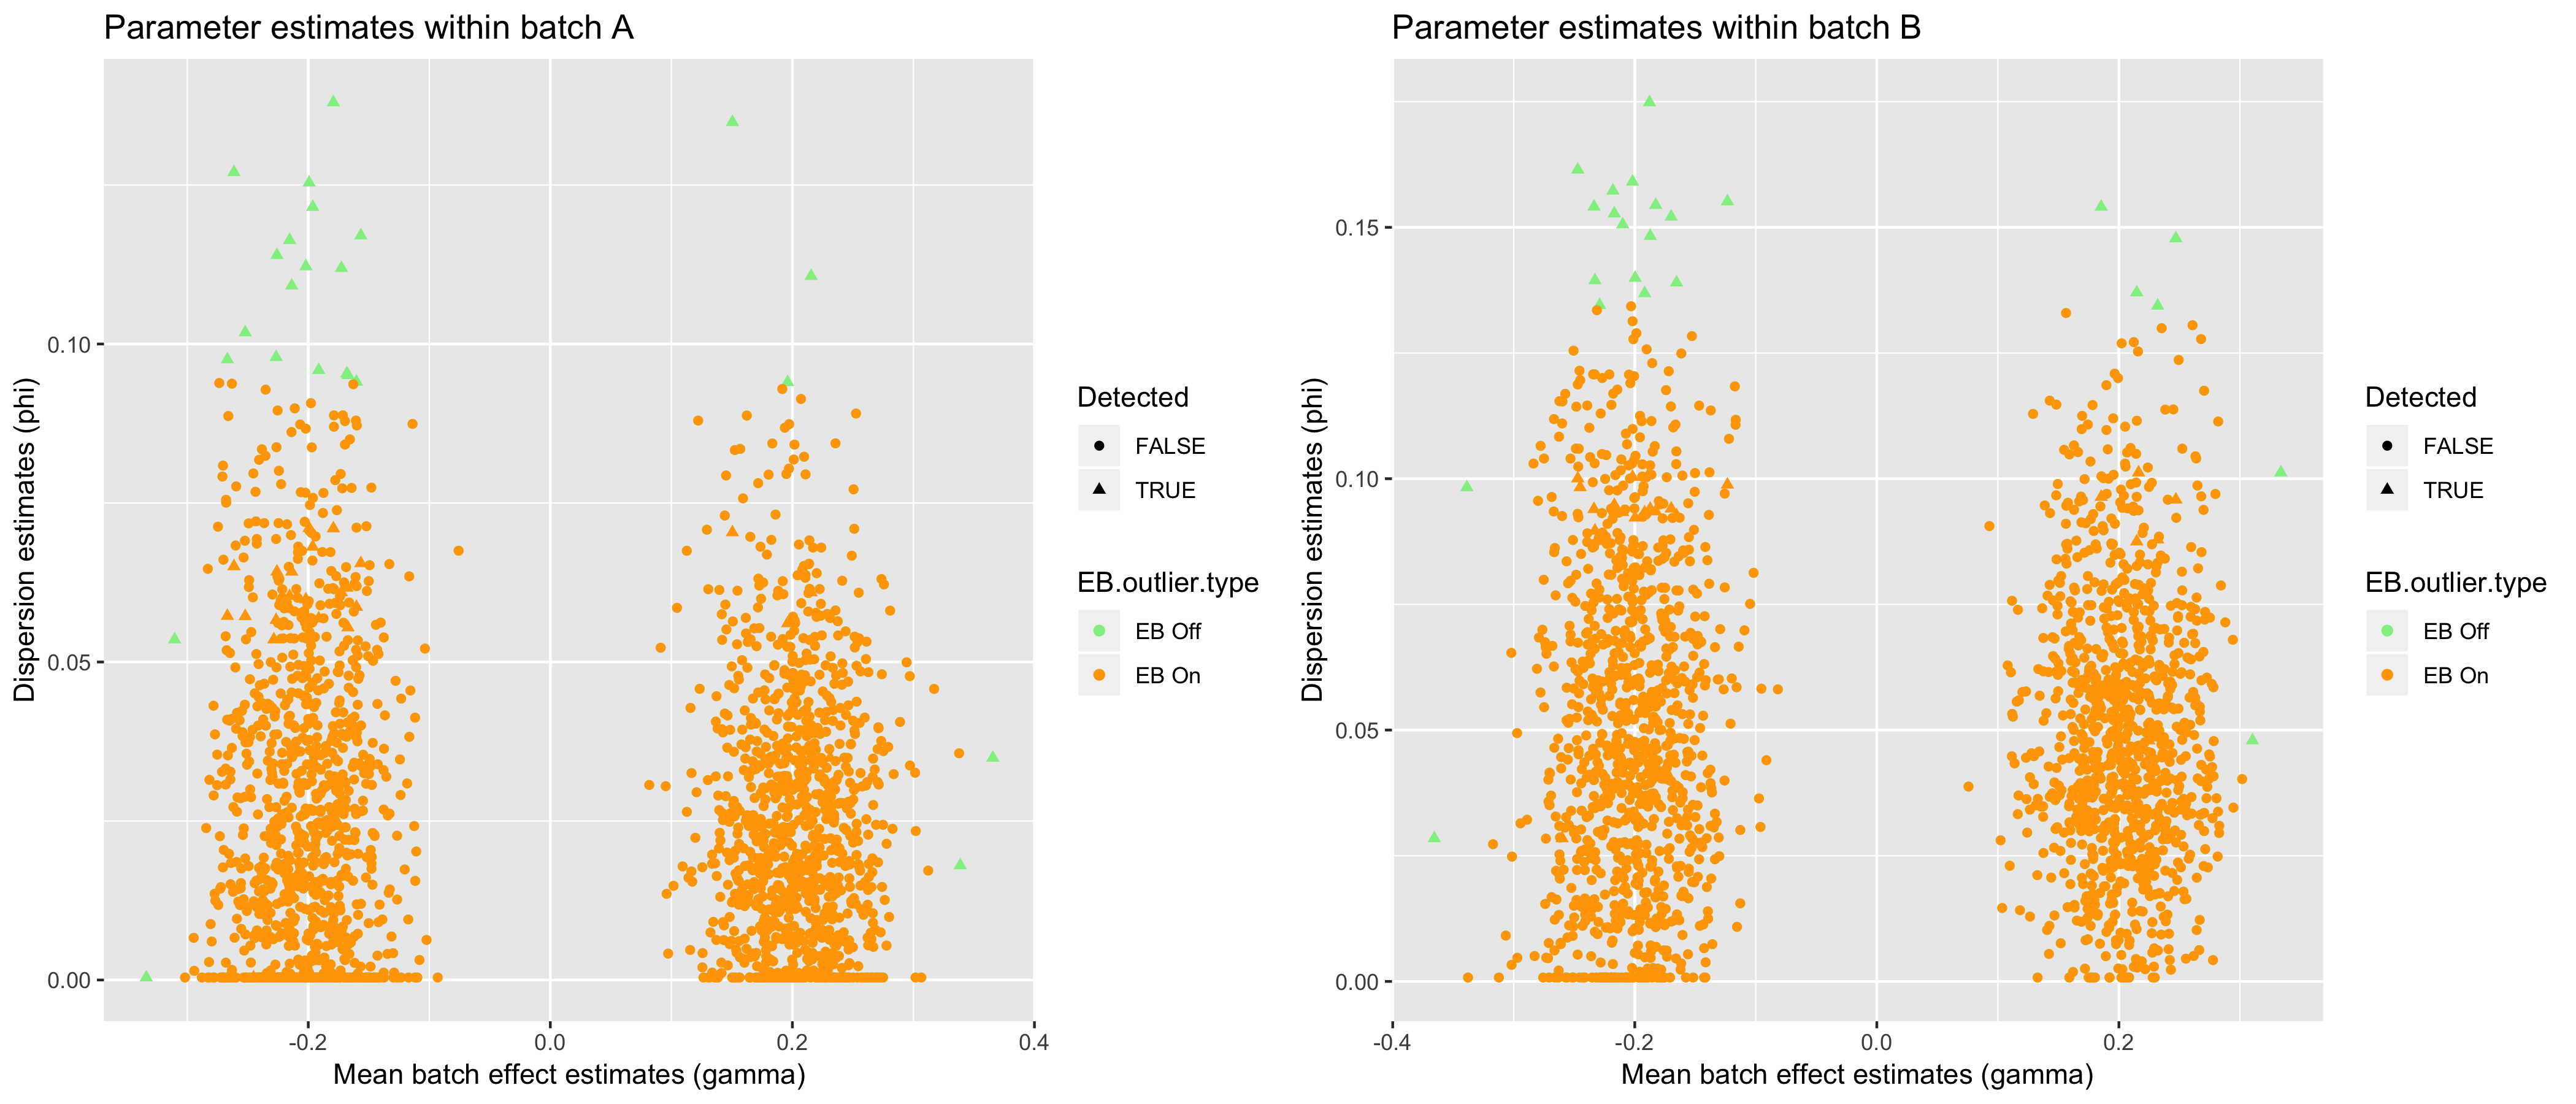 Parameter estimates within batch A
Dispersion estimates (phi)
0.10
0.05
0.00
-0.2
0.0
0.2
0.4
Mean batch effect estimates (gamma)
Detected
FALSE
TRUE
EB.outlier.type
EB Off
EB On
Parameter estimates within batch B
Dispersion estimates (phi)
0.15
0.10
0.05
0.00
-0.4
-0.2
0.0
0.2
Mean batch effect estimates (gamma)
Detected
FALSE
TRUE
EB.outlier.type
EB Off
EB On